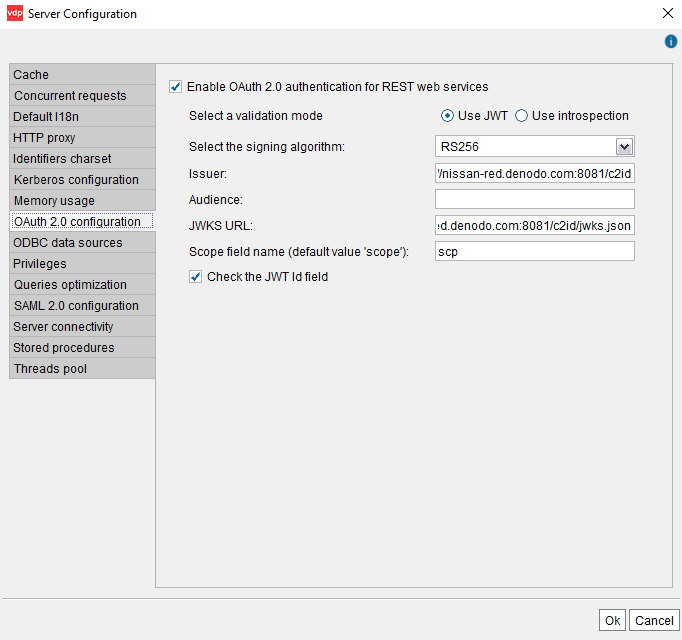 vdp Server Configuration
i
Cache
Concurrent requests
Default I18n
HTTP proxy
Identifiers charset
Kerberos configuration
Memory usage
OAuth 2.0 configuration
ODBC data sources
Privileges
Queries optimization
SAML 2.0 configuration
Server connectivity
Stored procedures
Threads pool
Enable OAuth 2.0 authentication for REST web services
Select a validation mode Use JWT Use introspection
Select the signing algorithm: RS256
Issuer: /nissan-red.denodo.com:8081/c2id
Audience:
JWKS URL: ed.denodo.com:8081/c2id/jwks.json
Scope field name (default value 'scope'): scp
Check the JWT Id field
Ok Cancel